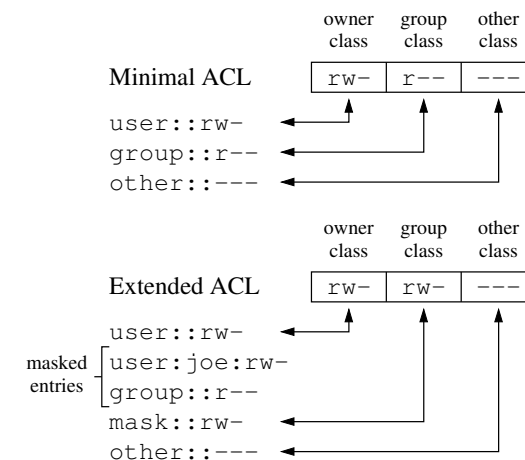 owner group other
class class class
Minimal ACL rw- r-- ---
user::rw-
group::r--
other::---
owner group other
class class class
Extended ACL rw- rw- ---
user::rw-
masked
entries
user:joe:rw-
group::r--
mask::rw-
other::---